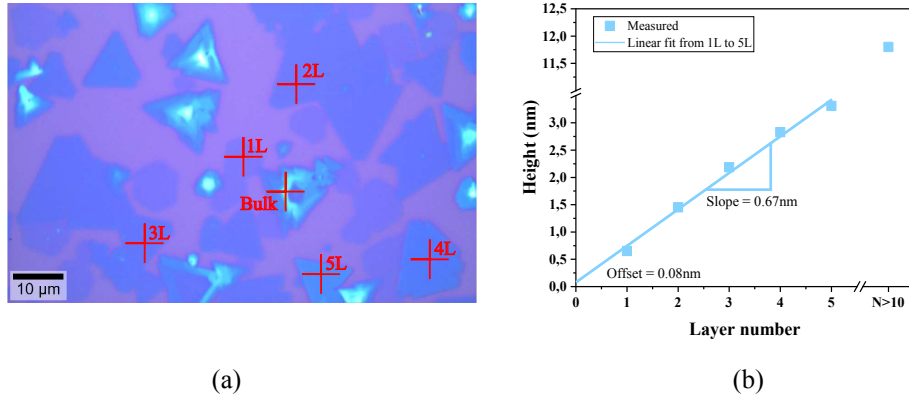 2L
1L
Bulk
3L
5L
4L
10 µm
(a)
Height (nm)
12,5
12,0
11,5
3,0
2,5
2,0
1,5
1,0
0,5
0,0
Measured
Linear fit from 1L to 5L
Slope = 0.67nm
Offset = 0.08nm
0 1 2 3 4 5 N>10
Layer number
(b)